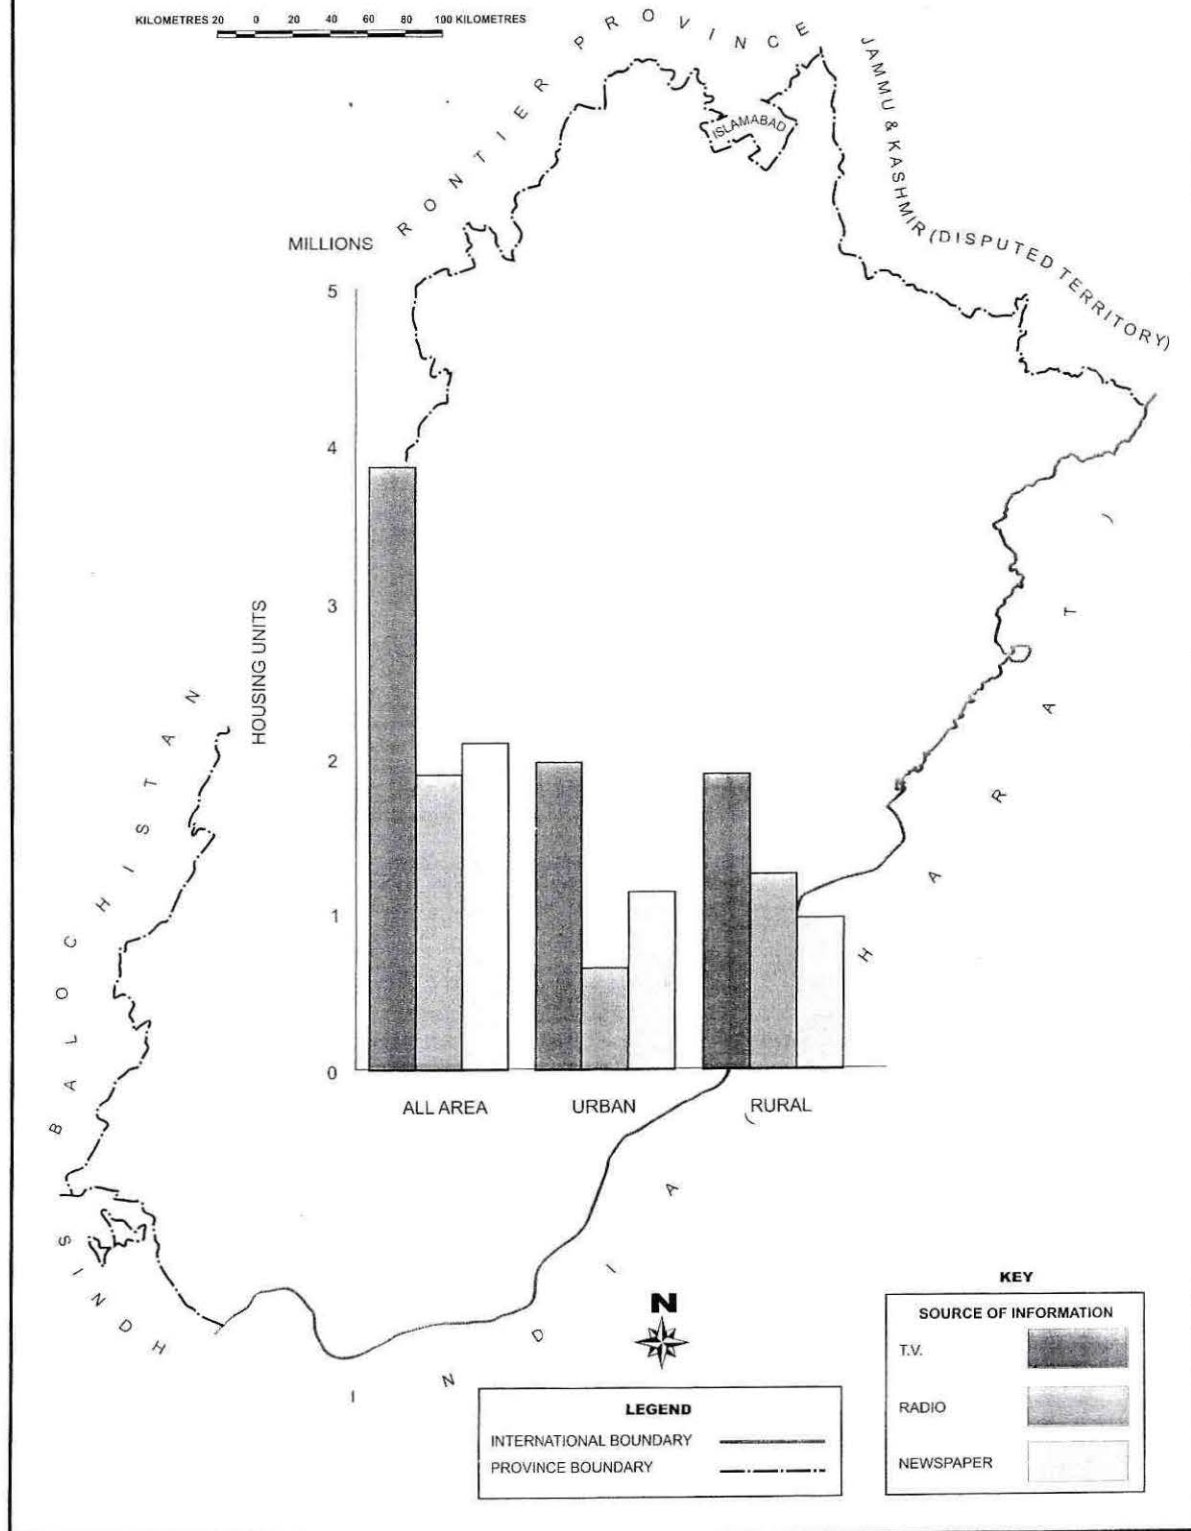 KILOMETRES 20 0 20 40 60 80 100 KILOMETRES
RONTIER PROVINCE
JAMMU & KASHMIR (DISPUTED TERRITORY)
ISLAMABAD
MILLIONS
5
4
3
2
1
0
HOUSING UNITS
BALOCHISTAN
SINDH
INDIA
(BHARAT)
ALL AREA URBAN RURAL
N
LEGEND
INTERNATIONAL BOUNDARY
PROVINCE BOUNDARY
KEY
SOURCE OF INFORMATION
T.V.
RADIO
NEWSPAPER